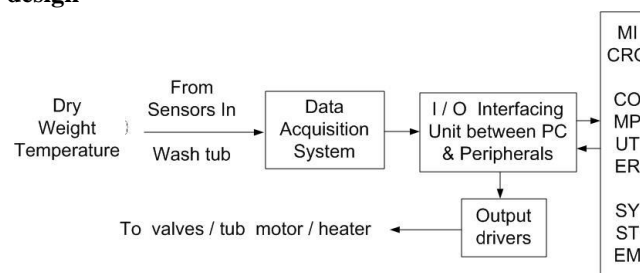 design
Dry
Weight
Temperature
From
Sensors In
Wash tub
Data
Acquisition
System
I / O Interfacing
Unit between PC
& Peripherals
MI
CRO
CO
MP
UT
ER
SY
ST
EM
Output
drivers
To valves / tub motor / heater